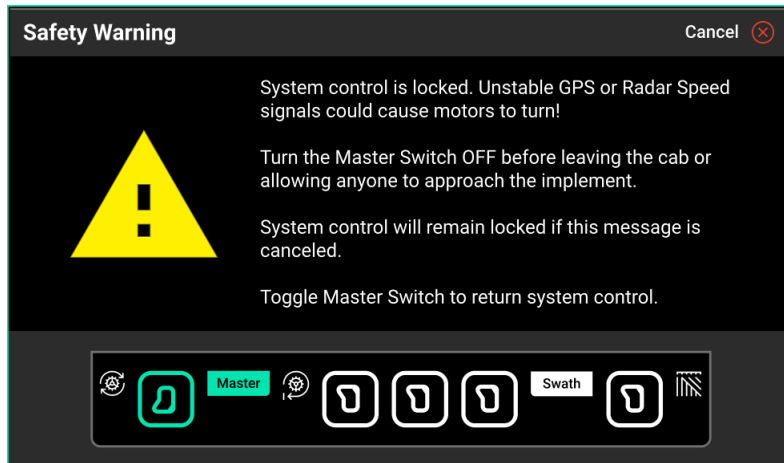 Safety Warning
Cancel
System control is locked. Unstable GPS or Radar Speed
signals could cause motors to turn!
Turn the Master Switch OFF before leaving the cab or
allowing anyone to approach the implement.
System control will remain locked if this message is
canceled.
Toggle Master Switch to return system control.
Master
Swath